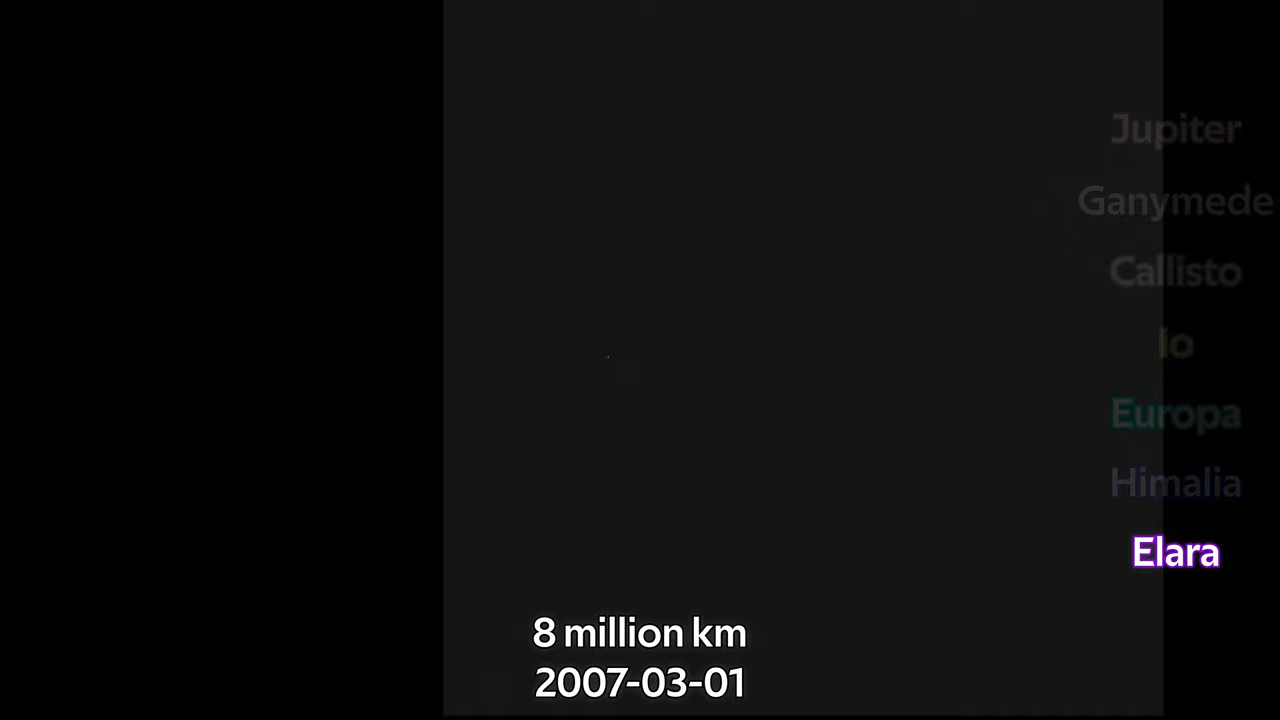 Jupiter
Ganymede
Callisto
Io
Europa
Himalia
Elara
8 million km
2007-03-01